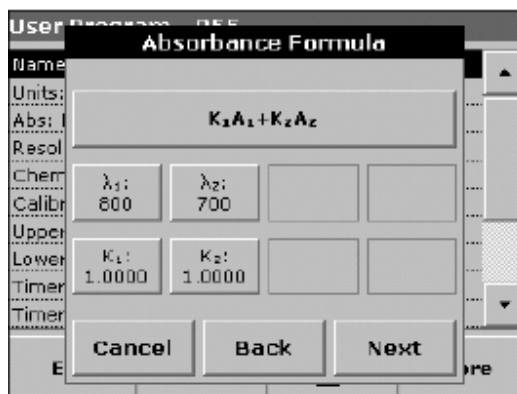 User Program
Absorbance Formula
Name
Units:
Abs:
Resol
Chem
Calibr
Upper
Lower
Timer
Timer
K₁A₁+K₂A₂
λ₁: 800
λ₂: 700
K₁: 1.0000
K₂: 1.0000
Cancel Back Next
E
ore